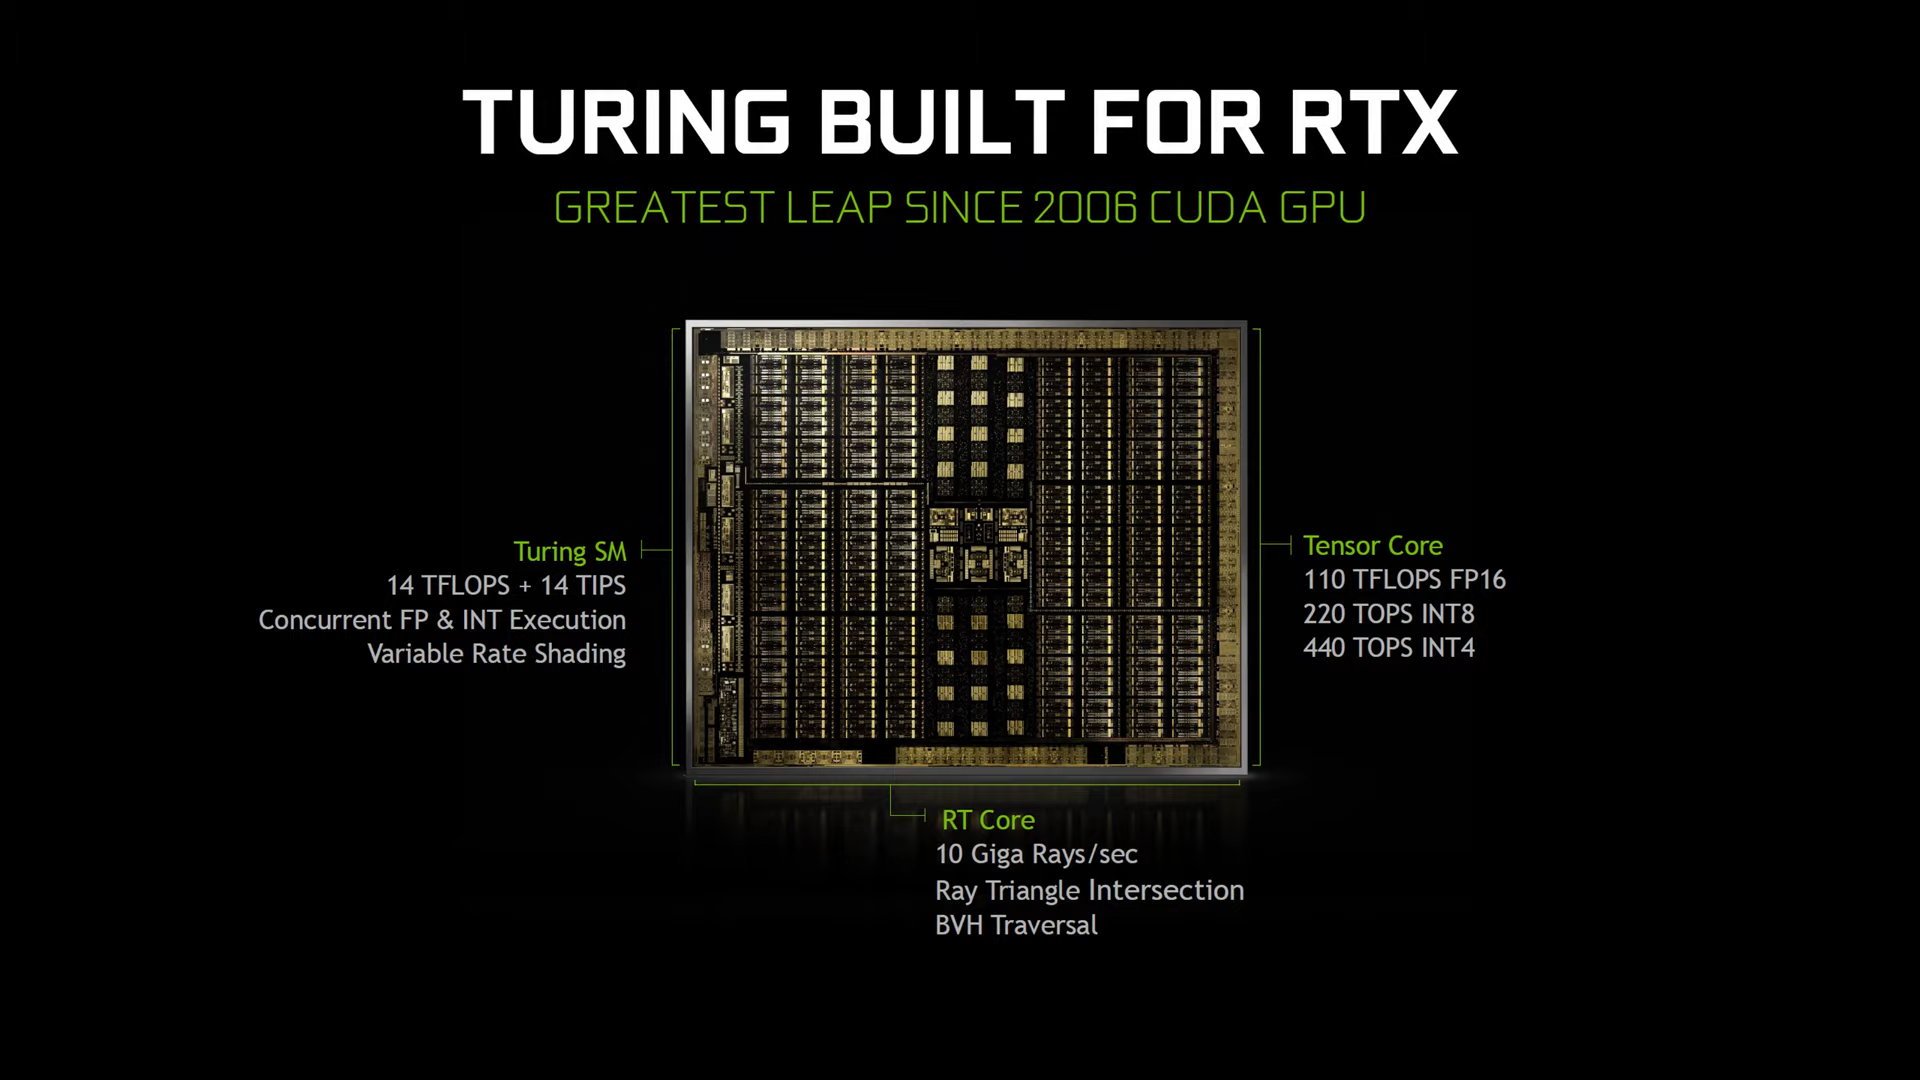 TURING BUILT FOR RTX
GREATEST LEAP SINCE 2006 CUDA GPU
Turing SM
14 TFLOPS + 14 TIPS
Concurrent FP & INT Execution
Variable Rate Shading
Tensor Core
110 TFLOPS FP16
220 TOPS INT8
440 TOPS INT4
RT Core
10 Giga Rays/sec
Ray Triangle Intersection
BVH Traversal